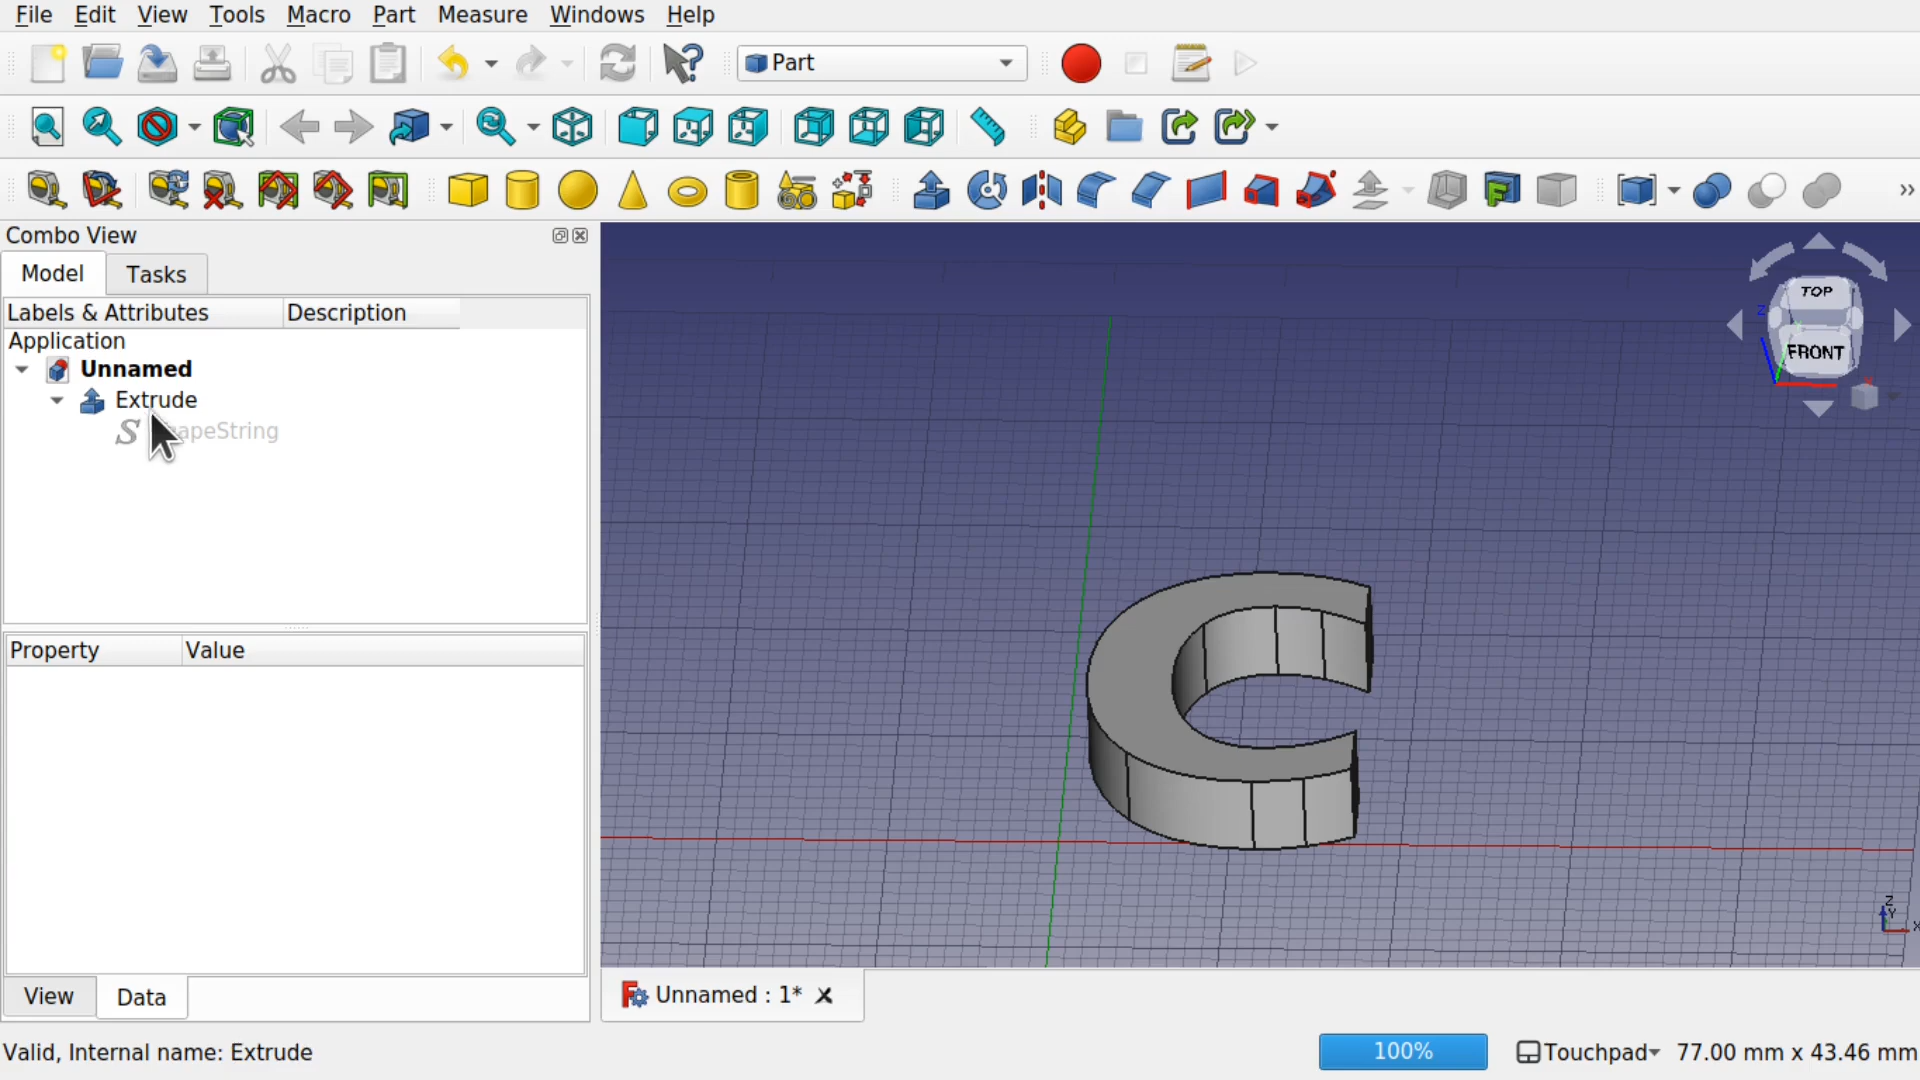 File Edit View Tools Macro Part Measure Windows Help
Part
Combo View
Model Tasks
Labels & Attributes Description
Application
Unnamed
Extrude
Property Value
View Data
TOP
FRONT
Z
Z
Y
X
Unnamed : 1*
Valid, Internal name: Extrude
100%
Touchpad
77.00 mm x 43.46 mm